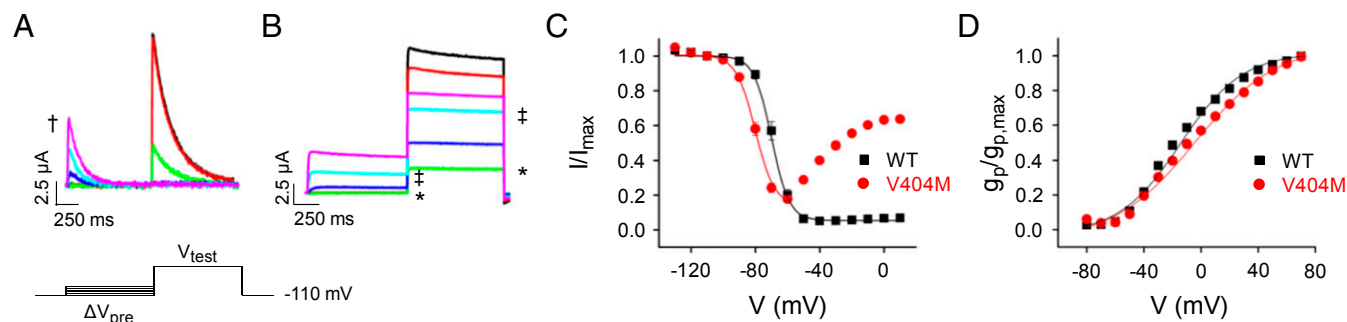 A
†
2.5 µA
250 ms
V_test
-110 mV
ΔV_pre
B
‡
*
‡
*
2.5 µA
250 ms
C
I/I_max
1.0
0.8
0.6
0.4
0.2
0.0
WT
V404M
-120 -80 -40 0
V (mV)
D
g_p/g_p,max
1.0
0.8
0.6
0.4
0.2
0.0
WT
V404M
-80 -40 0 40 80
V (mV)